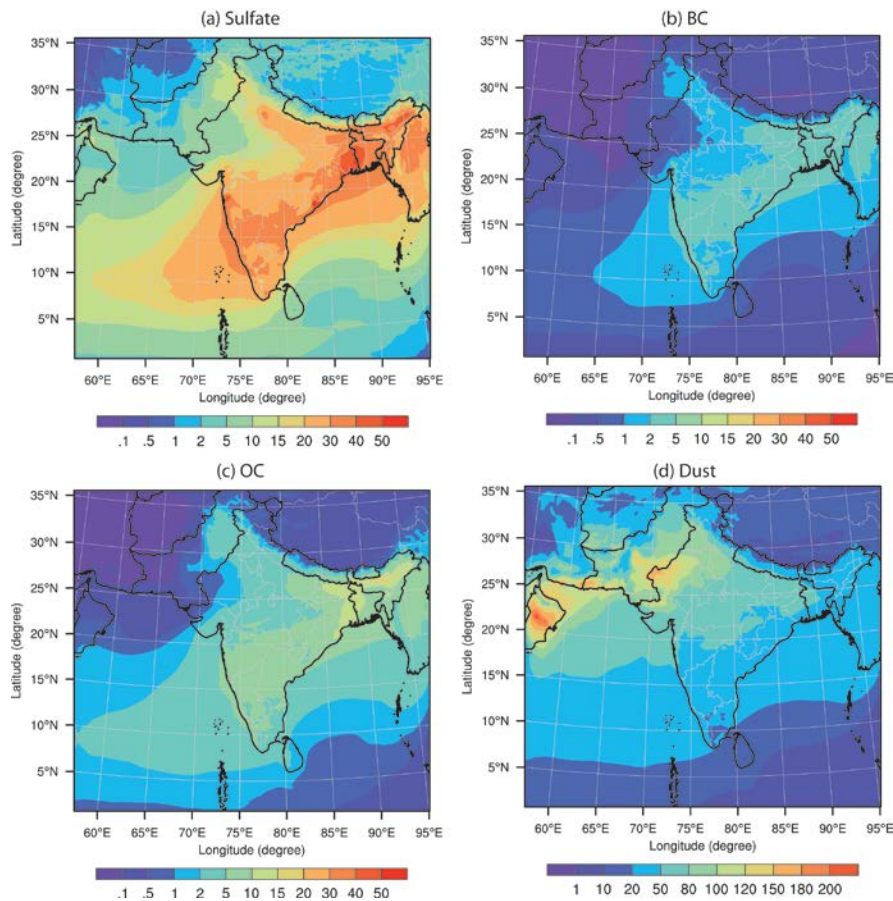 (a) Sulfate
(b) BC
35°N
30°N
25°N
20°N
15°N
10°N
5°N
Latitude (degree)
60°E 65°E 70°E 75°E 80°E 85°E 90°E 95°E
Longitude (degree)
.1 .5 1 2 5 10 15 20 30 40 50
35°N
30°N
25°N
20°N
15°N
10°N
5°N
Latitude (degree)
60°E 65°E 70°E 75°E 80°E 85°E 90°E 95°E
Longitude (degree)
.1 .5 1 2 5 10 15 20 30 40 50
(c) OC
(d) Dust
35°N
30°N
25°N
20°N
15°N
10°N
5°N
Latitude (degree)
60°E 65°E 70°E 75°E 80°E 85°E 90°E 95°E
Longitude (degree)
.1 .5 1 2 5 10 15 20 30 40 50
35°N
30°N
25°N
20°N
15°N
10°N
5°N
Latitude (degree)
60°E 65°E 70°E 75°E 80°E 85°E 90°E 95°E
Longitude (degree)
1 10 20 50 80 100 120 150 180 200